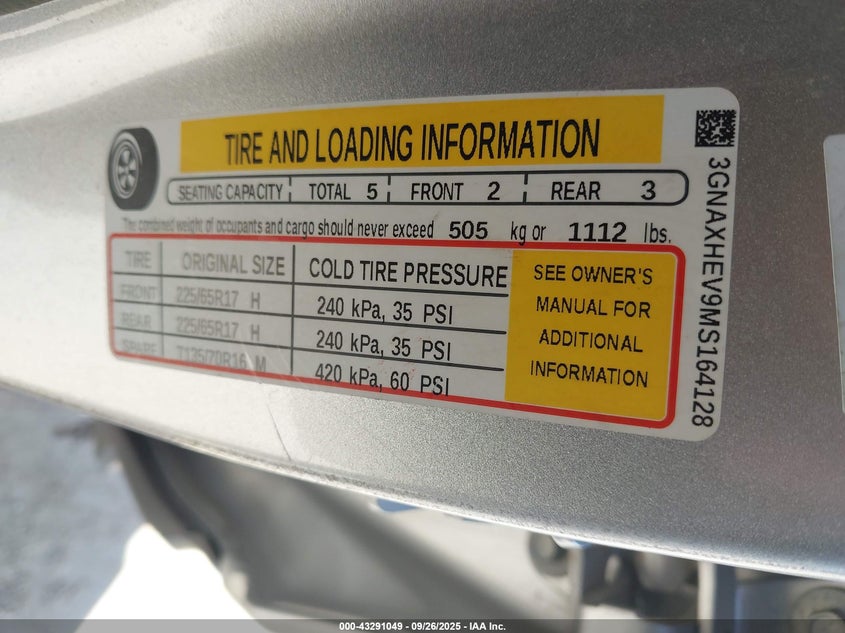 TIRE AND LOADING INFORMATION
SEATING CAPACITY TOTAL 5 FRONT 2 REAR 3
The combined weight of occupants and cargo should never exceed 505 kg or 1112 lbs.
TIRE ORIGINAL SIZE COLD TIRE PRESSURE
FRONT 225/65R17 H 240 kPa, 35 PSI
REAR 225/65R17 H 240 kPa, 35 PSI
SPARE T135/70R16 M 420 kPa, 60 PSI
SEE OWNER'S
MANUAL FOR
ADDITIONAL
INFORMATION
3GNAXHEV9MS164128
000-43291049 - 09/26/2025 - IAA Inc.